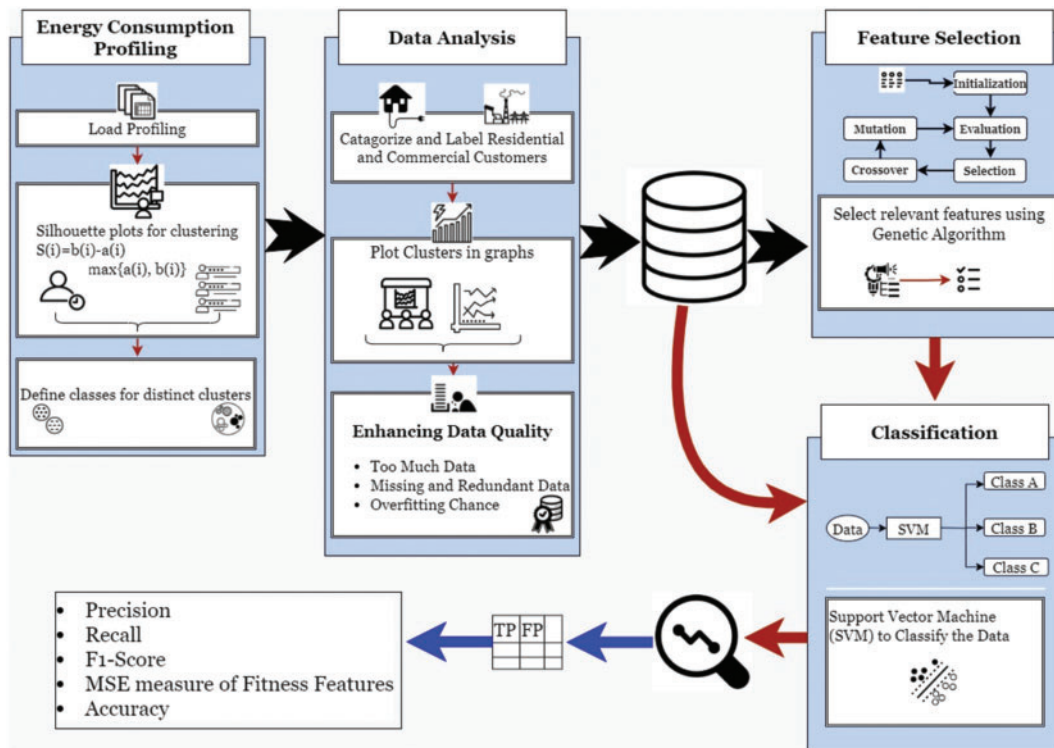 Energy Consumption
Profiling
Load Profiling
Silhouette plots for clustering
S(i)=b(i)-a(i)
max{a(i), b(i)}
Define classes for distinct clusters
Data Analysis
Catagorize and Label Residential
and Commercial Customers
Plot Clusters in graphs
Enhancing Data Quality
• Too Much Data
• Missing and Redundant Data
• Overfitting Chance
Feature Selection
Initialization
Mutation
Evaluation
Crossover
Selection
Select relevant features using
Genetic Algorithm
Classification
Class A
Data
SVM
Class B
Class C
Support Vector Machine
(SVM) to Classify the Data
TP FP
• Precision
• Recall
• F1-Score
• MSE measure of Fitness Features
• Accuracy